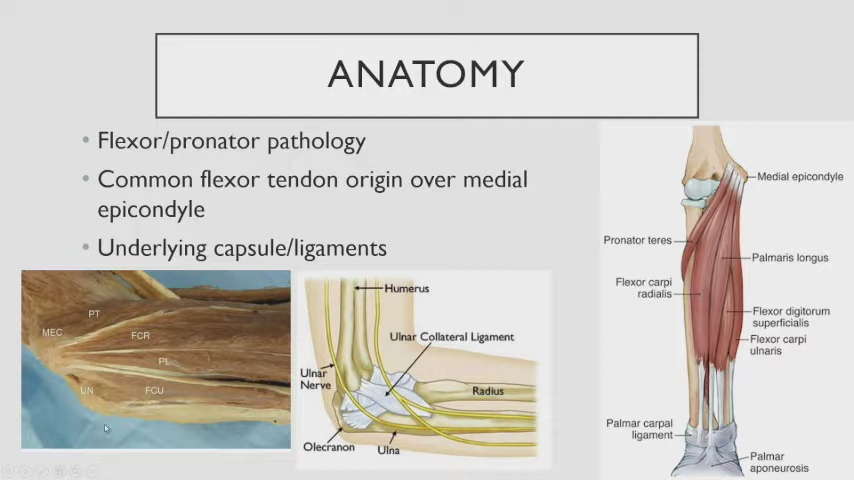 ANATOMY
• Flexor/pronator pathology
• Common flexor tendon origin over medial
epicondyle
• Underlying capsule/ligaments
MEC
PT
FCR
PL
UN
FCU
Humerus
Ulnar Collateral Ligament
Ulnar
Nerve
Radius
Olecranon
Ulna
Medial epicondyle
Pronator teres
Palmaris longus
Flexor carpi
radialis
Flexor digitorum
superficialis
Flexor carpi
ulnaris
Palmar carpal
ligament
Palmar
aponeurosis